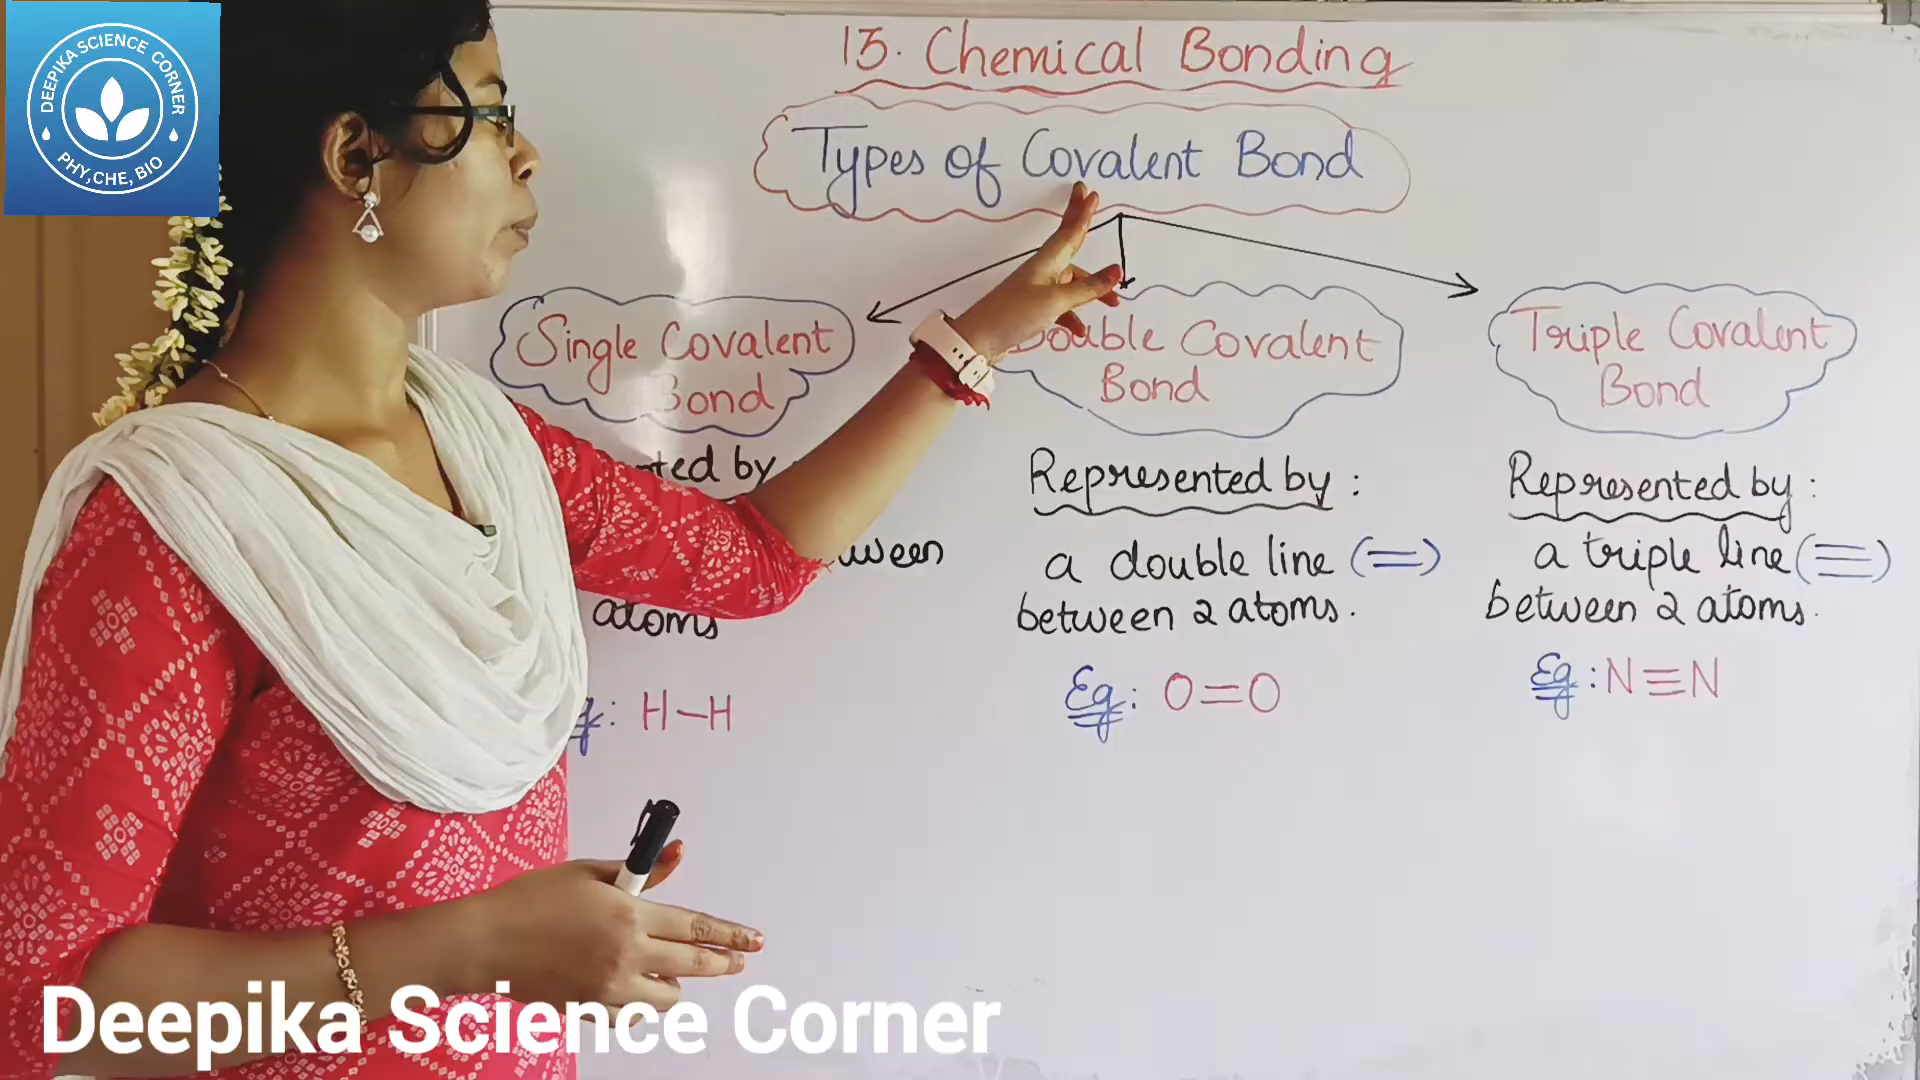 DEEPIKA SCIENCE CORNER
PHY,CHE, BIO
13. Chemical Bonding
Types of Covalent Bond
Single Covalent
Bond
by
atoms
H—H
Double Covalent
Bond
Represented by :
a double line (=)
between 2 atoms.
Eg: O=O
Triple Covalent
Bond
Represented by :
a triple line (≡)
between 2 atoms.
Eg : N≡N
Deepika Science Corner